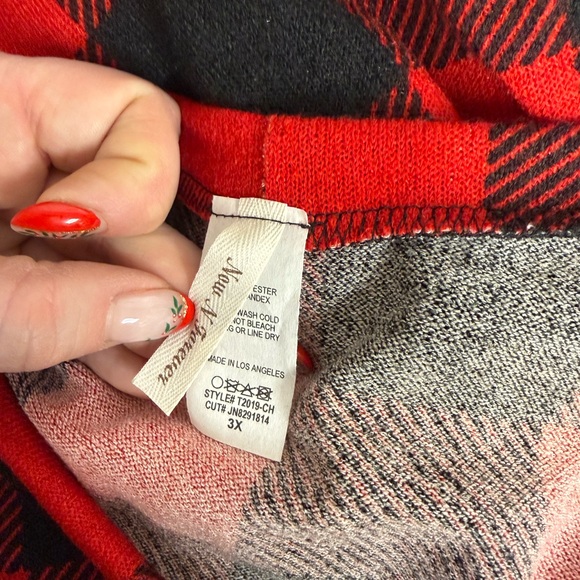 Now N Forever
ESTER
ANDEX
WASH COLD
NOT BLEACH
OR LINE DRY
MADE IN LOS ANGELES
STYLE# T2019-CH
CUT# JN8291814
3X